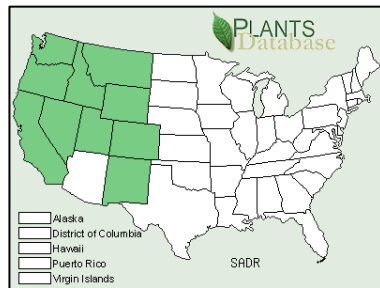 PLANTS
Database
Alaska
District of Columbia
Hawaii
Puerto Rico
Virgin Islands
SADR